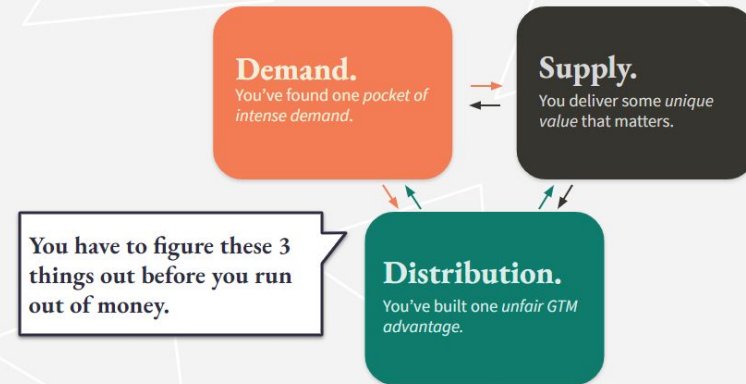 Demand.
You've found one pocket of
intense demand.
Supply.
You deliver some unique
value that matters.
You have to figure these 3
things out before you run
out of money.
Distribution.
You've built one unfair GTM
advantage.